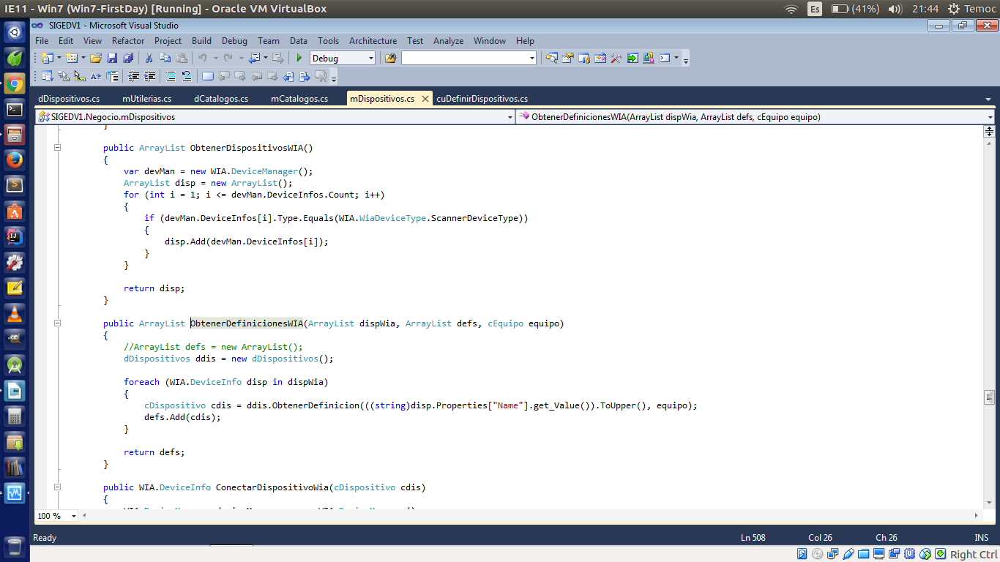 IE11 - Win7 (Win7-FirstDay) [Running] - Oracle VM VirtualBox
Es (41%) 21:44 Temoc
SIGEDV1 - Microsoft Visual Studio
File Edit View Refactor Project Build Debug Team Data Tools Architecture Test Analyze Window Help
Debug
dDispositivos.cs mUtilerias.cs dCatalogos.cs mCatalogos.cs mDispositivos.cs cuDefinirDispositivos.cs
SIGEDV1.Negocio.mDispositivos ObtenerDefinicionesWIA(ArrayList dispWia, ArrayList defs, cEquipo equipo)
}
public ArrayList ObtenerDispositivosWIA()
{
var devMan = new WIA.DeviceManager();
ArrayList disp = new ArrayList();
for (int i = 1; i <= devMan.DeviceInfos.Count; i++)
{
if (devMan.DeviceInfos[i].Type.Equals(WIA.WiaDeviceType.ScannerDeviceType))
{
disp.Add(devMan.DeviceInfos[i]);
}
}
return disp;
}
public ArrayList ObtenerDefinicionesWIA(ArrayList dispWia, ArrayList defs, cEquipo equipo)
{
//ArrayList defs = new ArrayList();
dDispositivos ddis = new dDispositivos();
foreach (WIA.DeviceInfo disp in dispWia)
{
cDispositivo cdis = ddis.ObtenerDefinicion(((string)disp.Properties["Name"].get_Value()).ToUpper(), equipo);
defs.Add(cdis);
}
return defs;
}
public WIA.DeviceInfo ConectarDispositivoWia(cDispositivo cdis)
{
100 %
Ready Ln 508 Col 26 Ch 26 INS
Right Ctrl